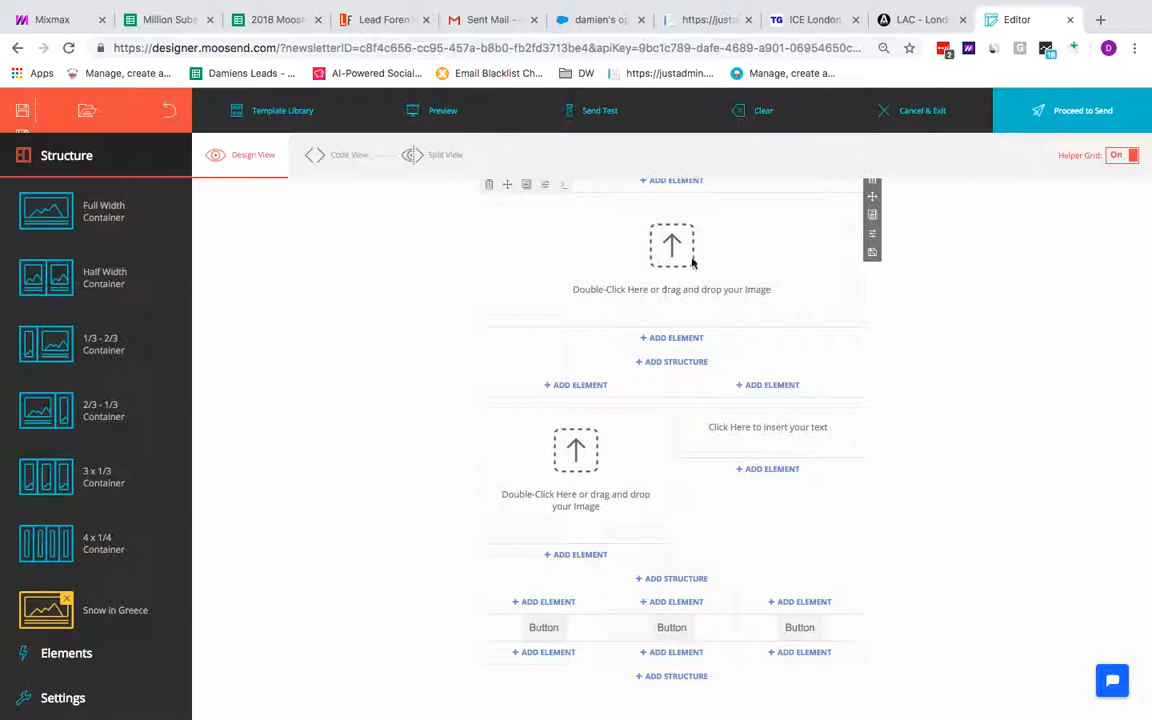 Mixmax
Million Subs
2018 Moose
Lead Foren
Sent Mail -
damien's o
https://just
ICE London
LAC - Lond
Editor
https://designer.moosend.com/?newsletterID=c8f4c656-cc95-457a-b8b0-fb2fd3713be4&apiKey=9bc1c789-dafe-4689-a901-06954650c...
2
18
D
Apps
Manage, create a...
Damiens Leads - ...
AI-Powered Social...
Email Blacklist Ch...
DW
https://justadmin....
Manage, create a...
Template Library
Preview
Send Test
Clear
Cancel & Exit
Proceed to Send
Structure
Design View
Code View
Split View
Helper Grid:
On
Full Width
Container
Half Width
Container
1/3 - 2/3
Container
2/3 - 1/3
Container
3 x 1/3
Container
4 x 1/4
Container
Snow in Greece
Elements
Settings
+ ADD ELEMENT
Double-Click Here or drag and drop your Image
+ ADD ELEMENT
+ ADD STRUCTURE
+ ADD ELEMENT
+ ADD ELEMENT
Click Here to insert your text
+ ADD ELEMENT
Double-Click Here or drag and drop
your Image
+ ADD ELEMENT
+ ADD STRUCTURE
+ ADD ELEMENT
+ ADD ELEMENT
+ ADD ELEMENT
Button
Button
Button
+ ADD ELEMENT
+ ADD ELEMENT
+ ADD ELEMENT
+ ADD STRUCTURE